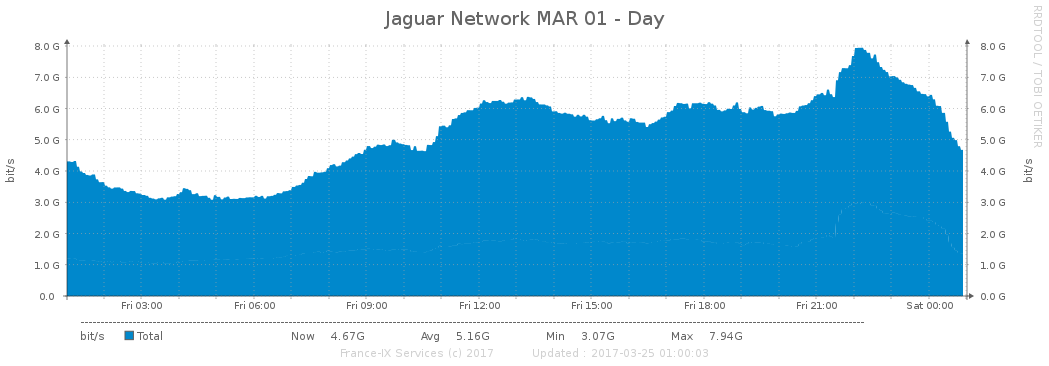 Jaguar Network MAR 01 - Day
RRDTOOL / TOBI OETIKER
bit/s
8.0 G
7.0 G
6.0 G
5.0 G
4.0 G
3.0 G
2.0 G
1.0 G
0.0
8.0 G
7.0 G
6.0 G
5.0 G
4.0 G
3.0 G
2.0 G
1.0 G
0.0 G
bit/s
Fri 03:00 Fri 06:00 Fri 09:00 Fri 12:00 Fri 15:00 Fri 18:00 Fri 21:00 Sat 00:00
bit/s Total Now 4.67G Avg 5.16G Min 3.07G Max 7.94G
France-IX Services (c) 2017 Updated : 2017-03-25 01:00:03